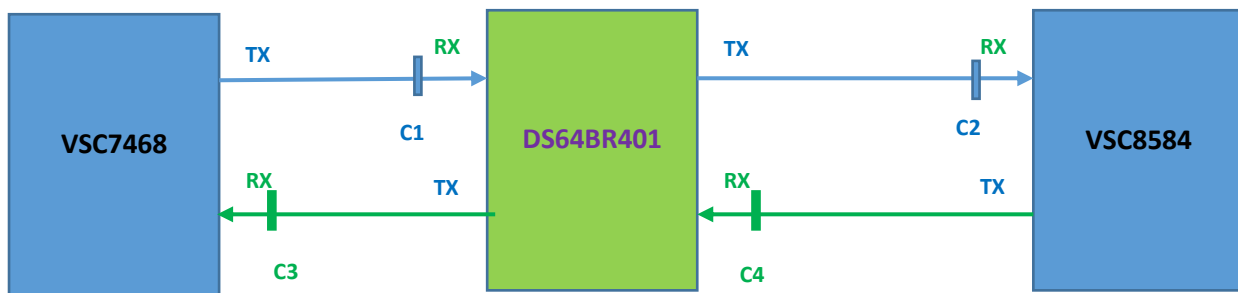 TX
RX
TX
RX
C1
C2
VSC7468
DS64BR401
VSC8584
RX
TX
RX
TX
C3
C4